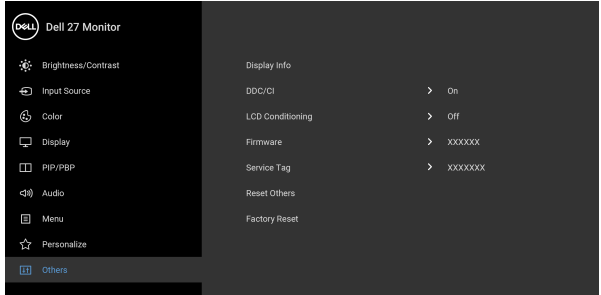 DELL
Dell 27 Monitor
Brightness/Contrast
Input Source
Color
Display
PIP/PBP
Audio
Menu
Personalize
Others
Display Info
DDC/CI > On
LCD Conditioning > Off
Firmware > XXXXXX
Service Tag > XXXXXXX
Reset Others
Factory Reset